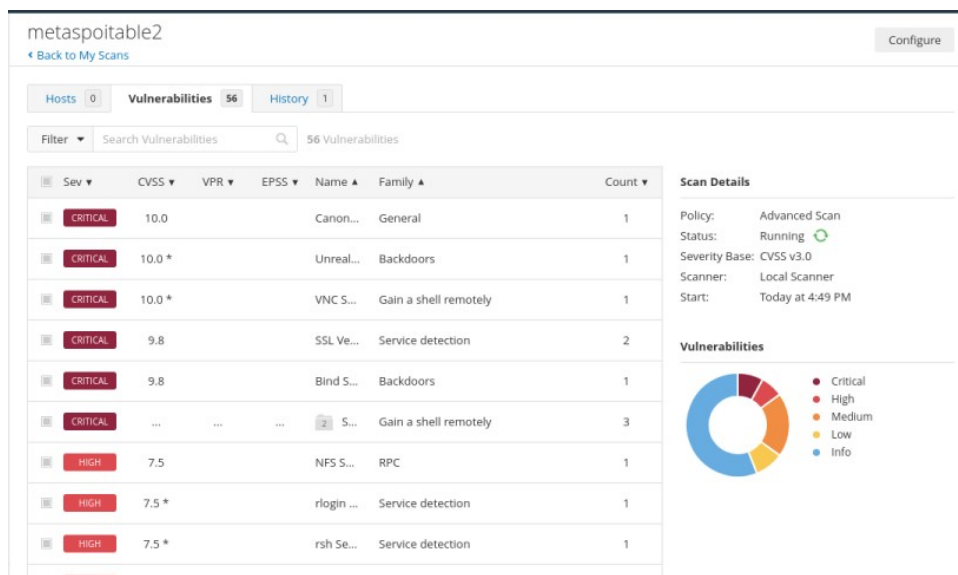 metaspoitable2
Configure
Back to My Scans
Hosts 0 Vulnerabilities 56 History 1
Filter Search Vulnerabilities 56 Vulnerabilities
Sev CVSS VPR EPSS Name Family Count
CRITICAL 10.0 Canon... General 1
CRITICAL 10.0 * Unreal... Backdoors 1
CRITICAL 10.0 * VNC S... Gain a shell remotely 1
CRITICAL 9.8 SSL Ve... Service detection 2
CRITICAL 9.8 Bind S... Backdoors 1
CRITICAL ... ... ... 2 S... Gain a shell remotely 3
HIGH 7.5 NFS S... RPC 1
HIGH 7.5 * rlogin ... Service detection 1
HIGH 7.5 * rsh Se... Service detection 1
Scan Details
Policy: Advanced Scan
Status: Running
Severity Base: CVSS v3.0
Scanner: Local Scanner
Start: Today at 4:49 PM
Vulnerabilities
Critical
High
Medium
Low
Info